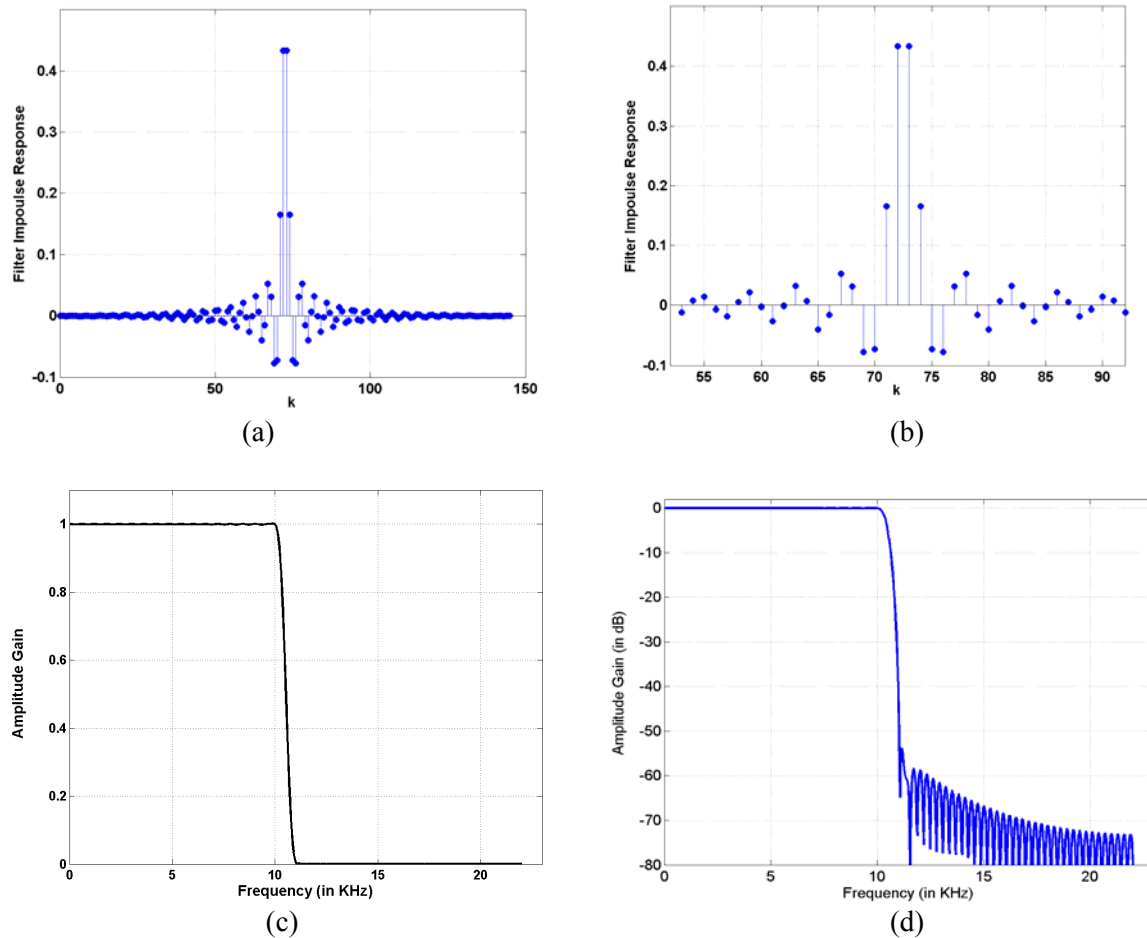 0.4
0.3
0.2
0.1
0
-0.1
Filter Impoulse Response
0 50 100 150
k
(a)
0.4
0.3
0.2
0.1
0
-0.1
Filter Impoulse Response
55 60 65 70 75 80 85 90
k
(b)
1
0.8
0.6
0.4
0.2
0
Amplitude Gain
0 5 10 15 20
Frequency (in KHz)
(c)
0
-10
-20
-30
-40
-50
-60
-70
-80
Amplitude Gain (in dB)
0 5 10 15 20
Frequency (in KHz)
(d)